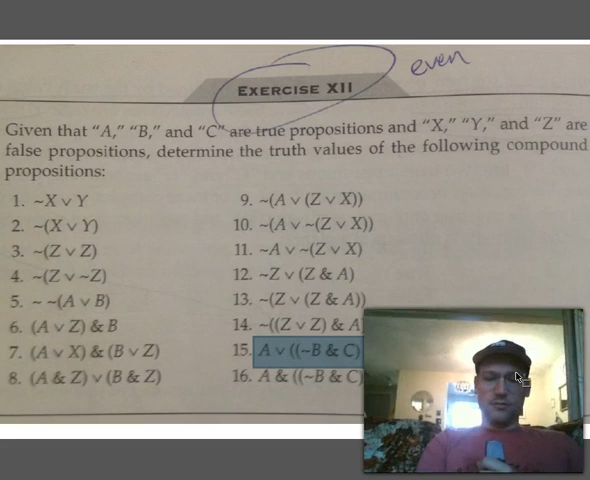 even
EXERCISE XII
Given that “A,” “B,” and “C” are true propositions and “X,” “Y,” and “Z” are
false propositions, determine the truth values of the following compound
propositions:
1. ~X v Y
2. ~(X v Y)
3. ~(Z v Z)
4. ~(Z v ~Z)
5. ~ ~(A v B)
6. (A v Z) & B
7. (A v X) & (B v Z)
8. (A & Z) v (B & Z)
9. ~(A v (Z v X))
10. ~(A v ~(Z v X))
11. ~A v ~(Z v X)
12. ~Z v (Z & A)
13. ~(Z v (Z & A))
14. ~((Z v Z) & A
15. A v ((~B & C)
16. A & ((~B & C)